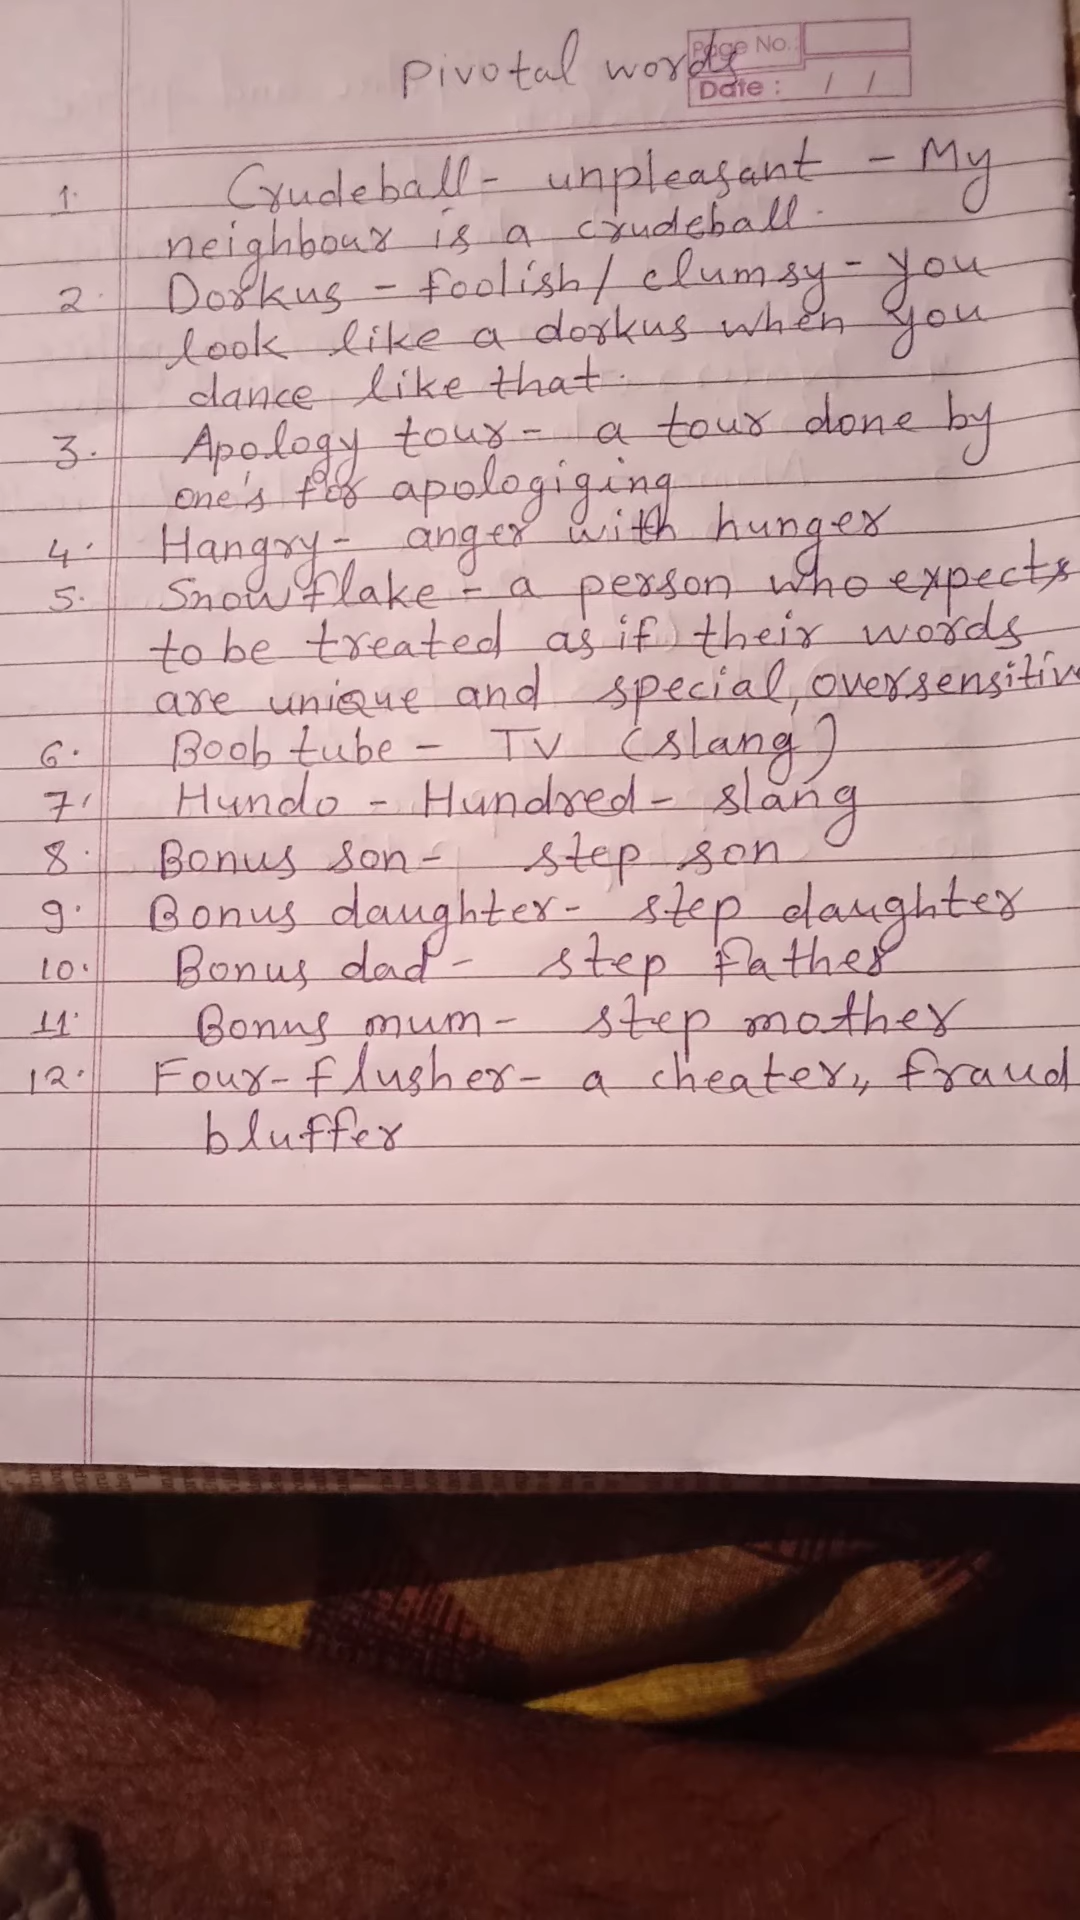 Pivotal words
Page No.:
Date : / /
1. Crudeball - unpleasant - My
neighbour is a crudeball.
2. Dorkus - foolish / clumsy - you
look like a dorkus when you
dance like that.
3. Apology tour - a tour done by
one's for apologiging
4. Hangry - anger with hunger
5. Snow flake - a person who expects
to be treated as if their words
are unique and special, oversensitive
6. Boob tube - TV (slang)
7. Hundo - Hundred - slang
8. Bonus son - step son
9. Bonus daughter - step daughter
10. Bonus dad - step father
11. Bonus mum - step mother
12. Four-flusher - a cheater, fraud
bluffer